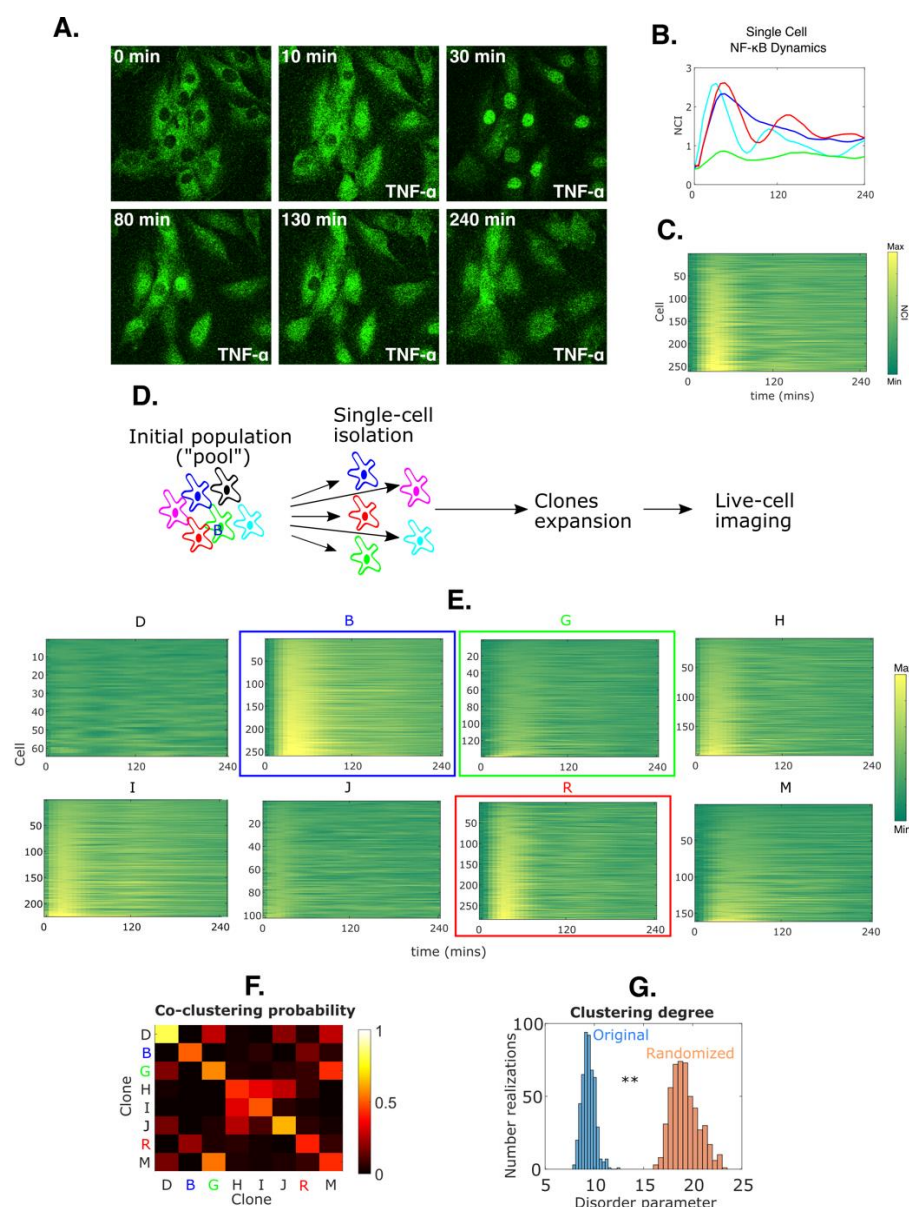 A.
0 min
10 min
TNF-α
30 min
TNF-α
80 min
TNF-α
130 min
TNF-α
240 min
TNF-α
B.
Single Cell
NF-κB Dynamics
NCI
3
2
1
0
0 120 240
C.
Cell
50
100
150
200
250
0 120 240
time (mins)
Max
NCI
Min
D.
Initial population
("pool")
B
Single-cell
isolation
Clones
expansion
Live-cell
imaging
E.
D
Cell
10
20
30
40
50
60
0 120 240
B
50
100
150
200
250
0 120 240
G
20
40
60
80
100
120
0 120 240
H
50
100
150
0 120 240
Max
Min
I
50
100
150
200
0 120 240
J
20
40
60
80
100
0 120 240
R
50
100
150
200
250
0 120 240
M
50
100
150
0 120 240
time (mins)
F.
Co-clustering probability
Clone
D
B
G
H
I
J
R
M
D B G H I J R M
Clone
1
0.5
0
G.
Clustering degree
Number realizations
100
50
0
Original
Randomized
**
5 10 15 20 25
Disorder parameter